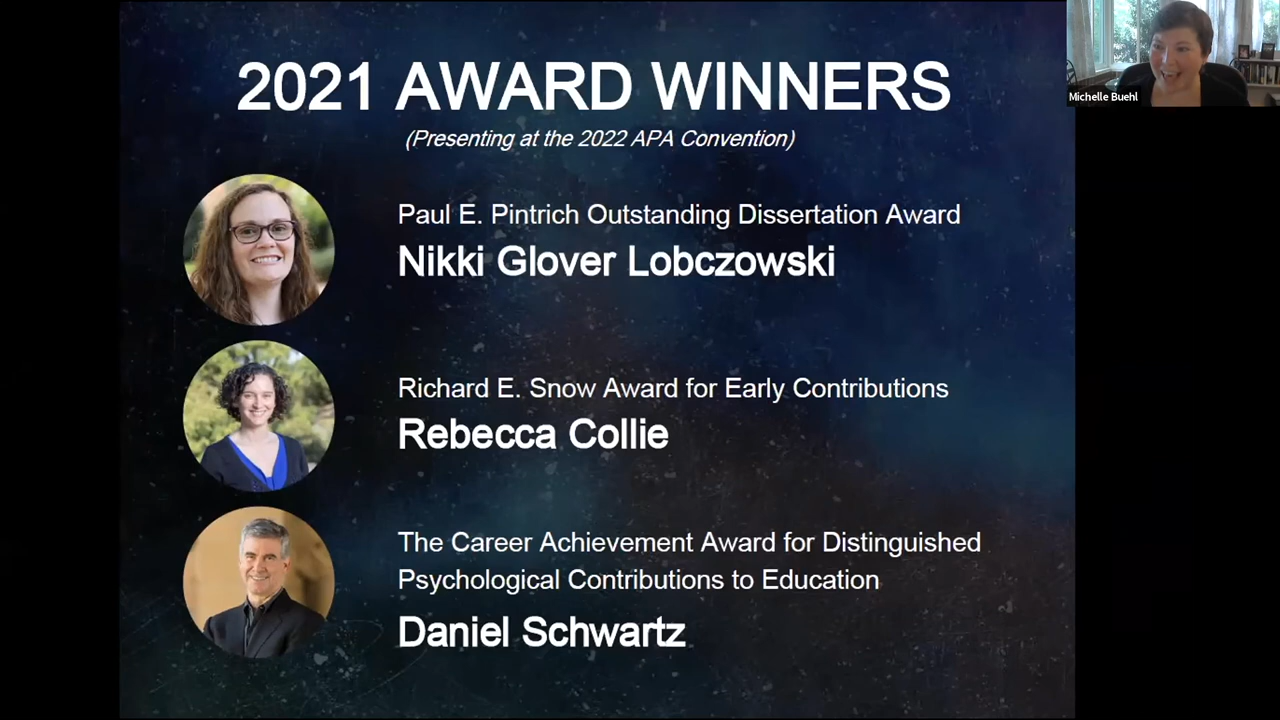 2021 AWARD WINNERS
(Presenting at the 2022 APA Convention)
Michelle Buehl
Paul E. Pintrich Outstanding Dissertation Award
Nikki Glover Lobczowski
Richard E. Snow Award for Early Contributions
Rebecca Collie
The Career Achievement Award for Distinguished
Psychological Contributions to Education
Daniel Schwartz